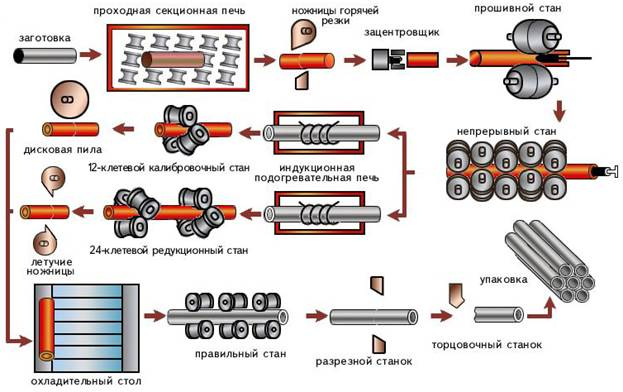 заготовка
проходная секционная печь
ножницы горячей
резки
зацентровщик
прошивной стан
непрерывный стан
дисковая пила
12-клетевой калибровочный стан
индукционная
подогревательная печь
24-клетевой редукционный стан
летучие
ножницы
упаковка
охладительный стол
правильный стан
разрезной станок
торцовочный станок